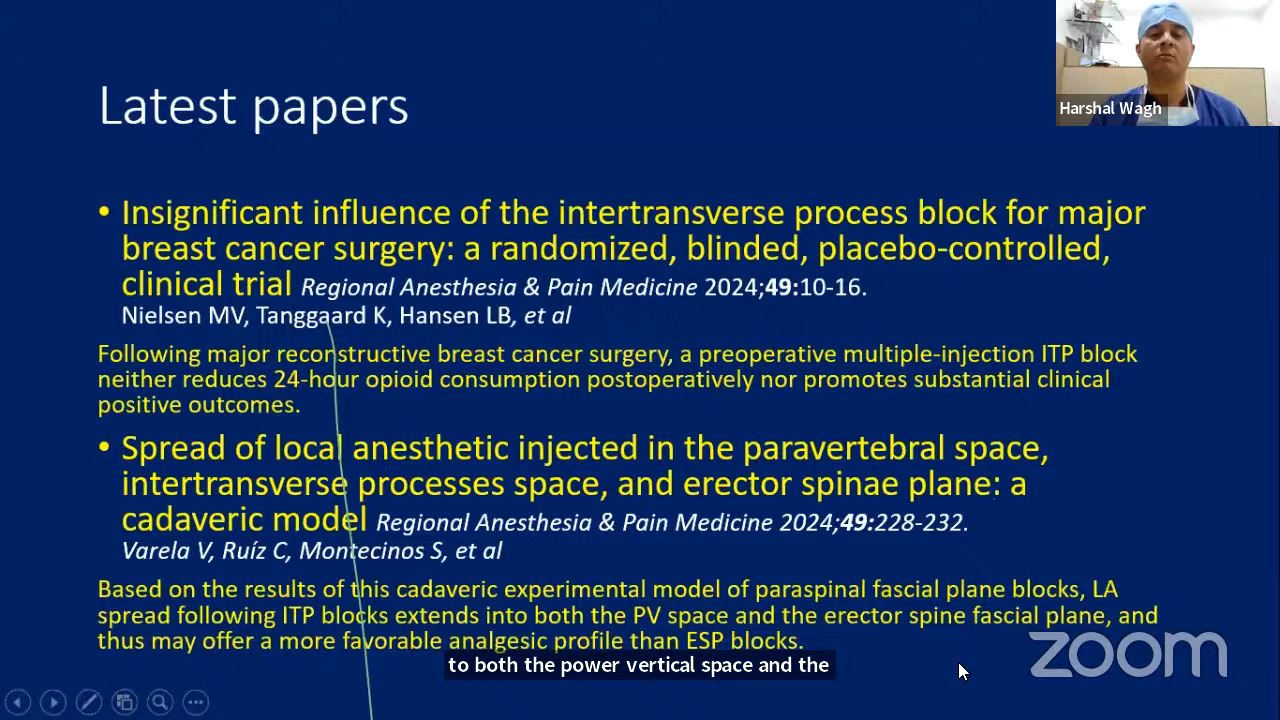 Harshal Wagh
Latest papers
• Insignificant influence of the intertransverse process block for major
breast cancer surgery: a randomized, blinded, placebo-controlled,
clinical trial Regional Anesthesia & Pain Medicine 2024;49:10-16.
Nielsen MV, Tanggaard K, Hansen LB, et al
Following major reconstructive breast cancer surgery, a preoperative multiple-injection ITP block
neither reduces 24-hour opioid consumption postoperatively nor promotes substantial clinical
positive outcomes.
• Spread of local anesthetic injected in the paravertebral space,
intertransverse processes space, and erector spinae plane: a
cadaveric model Regional Anesthesia & Pain Medicine 2024;49:228-232.
Varela V, Ruíz C, Montecinos S, et al
Based on the results of this cadaveric experimental model of paraspinal fascial plane blocks, LA
spread following ITP blocks extends into both the PV space and the erector spine fascial plane, and
thus may offer a more favorable analgesic profile than ESP blocks.
to both the power vertical space and the
zoom